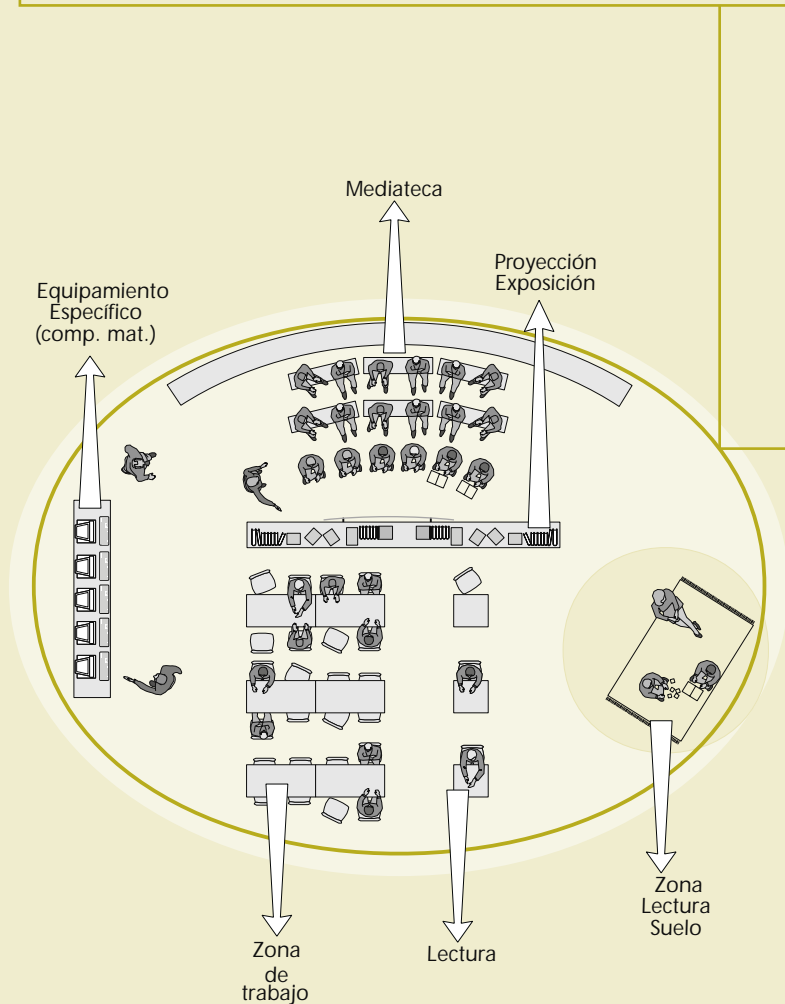 Mediateca
Proyección
Exposición
Equipamiento
Específico
(comp. mat.)
Zona
Lectura
Suelo
Zona
de
trabajo
Lectura